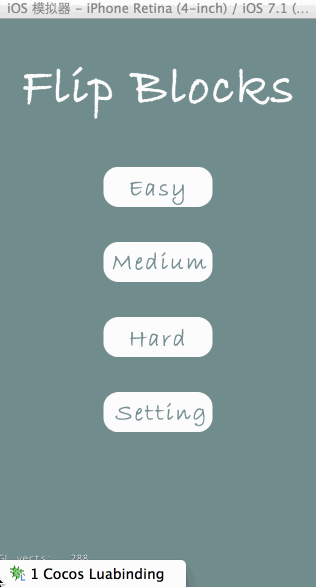 iOS 模拟器 - iPhone Retina (4-inch) / iOS 7.1 (...
Flip Blocks
Easy
Medium
Hard
Setting
GL verts: 288
1 Cocos Luabinding